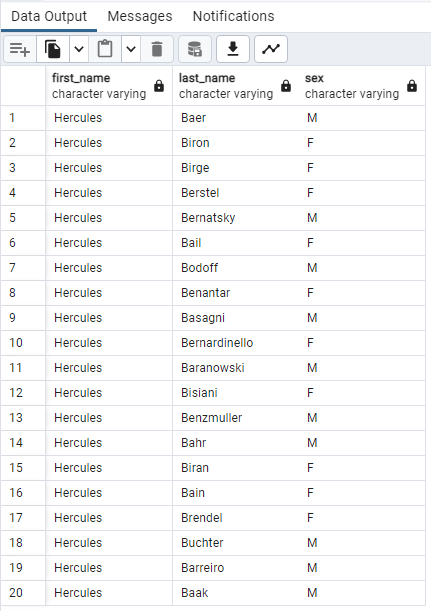 Data Output Messages Notifications
first_name last_name sex
character varying character varying character varying
1 Hercules Baer M
2 Hercules Biron F
3 Hercules Birge F
4 Hercules Berstel F
5 Hercules Bernatsky M
6 Hercules Bail F
7 Hercules Bodoff M
8 Hercules Benantar F
9 Hercules Basagni M
10 Hercules Bernardinello F
11 Hercules Baranowski M
12 Hercules Bisiani F
13 Hercules Benzmuller M
14 Hercules Bahr M
15 Hercules Biran F
16 Hercules Bain F
17 Hercules Brendel F
18 Hercules Buchter M
19 Hercules Barreiro M
20 Hercules Baak M